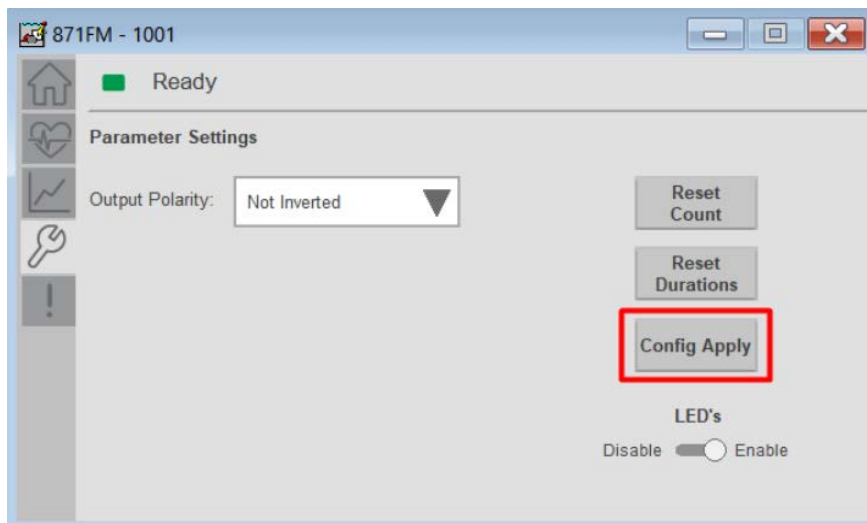 871FM - 1001
Ready
Parameter Settings
Output Polarity:
Not Inverted
Reset
Count
Reset
Durations
Config Apply
LED's
Disable
Enable